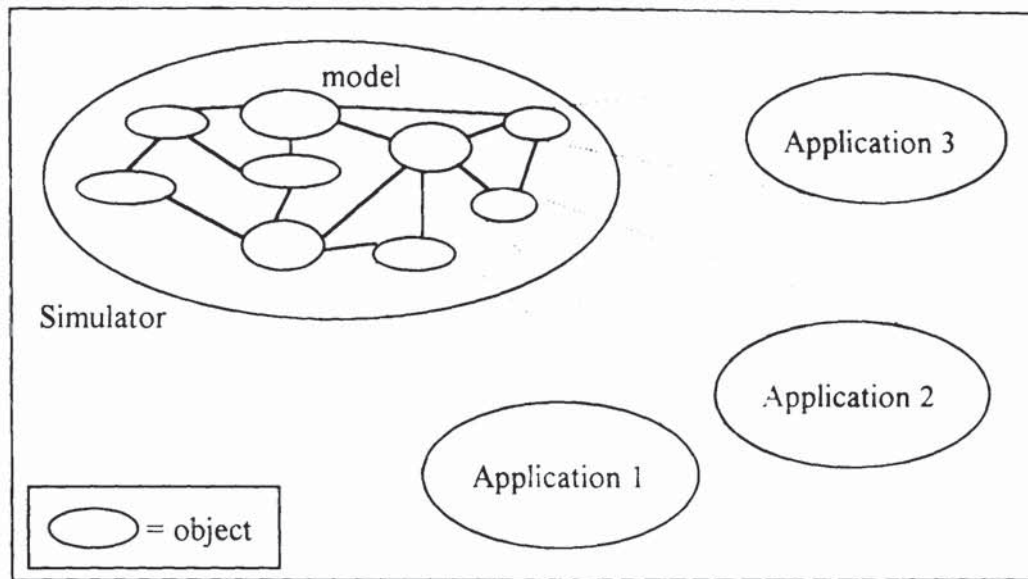 model
Application 3
Simulator
Application 2
Application 1
= object